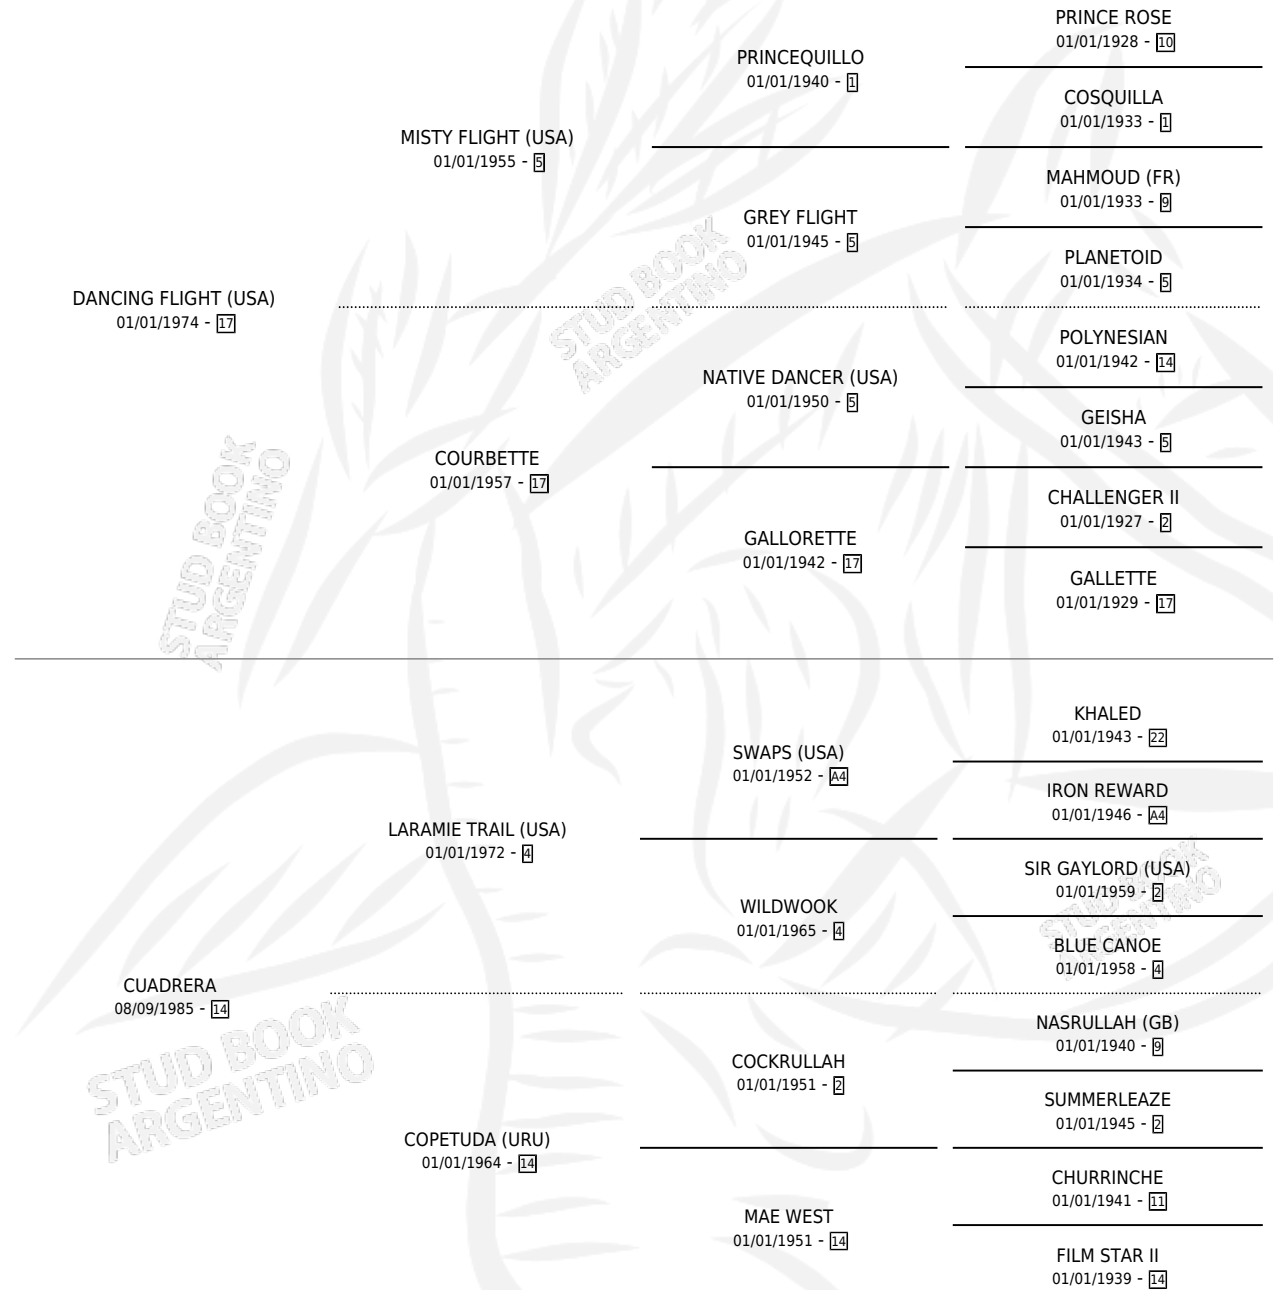 PRINCE ROSE
01/01/1928 - 10
PRINCEQUILLO
01/01/1940 - 1
COSQUILLA
01/01/1933 - 1
MISTY FLIGHT (USA)
01/01/1955 - 5
MAHMOUD (FR)
01/01/1933 - 9
GREY FLIGHT
01/01/1945 - 5
PLANETOID
01/01/1934 - 5
DANCING FLIGHT (USA)
01/01/1974 - 17
POLYNESIAN
01/01/1942 - 14
NATIVE DANCER (USA)
01/01/1950 - 5
GEISHA
01/01/1943 - 5
COURBETTE
01/01/1957 - 17
CHALLENGER II
01/01/1927 - 2
GALLORETTE
01/01/1942 - 17
GALLETTE
01/01/1929 - 17
KHALED
01/01/1943 - 22
SWAPS (USA)
01/01/1952 - A4
IRON REWARD
01/01/1946 - A4
LARAMIE TRAIL (USA)
01/01/1972 - 4
SIR GAYLORD (USA)
01/01/1959 - 2
WILDWOOK
01/01/1965 - 4
BLUE CANOE
01/01/1958 - 4
CUADRERA
08/09/1985 - 14
NASRULLAH (GB)
01/01/1940 - 9
COCKRULLAH
01/01/1951 - 2
SUMMERLEAZE
01/01/1945 - 2
COPETUDA (URU)
01/01/1964 - 14
CHURRINCHE
01/01/1941 - 11
MAE WEST
01/01/1951 - 14
FILM STAR II
01/01/1939 - 14
STUD BOOK
ARGENTINO
STUD BOOK
ARGENTINO
STUD BOOK
ARGENTINO
STUD BOOK
ARGENTINO